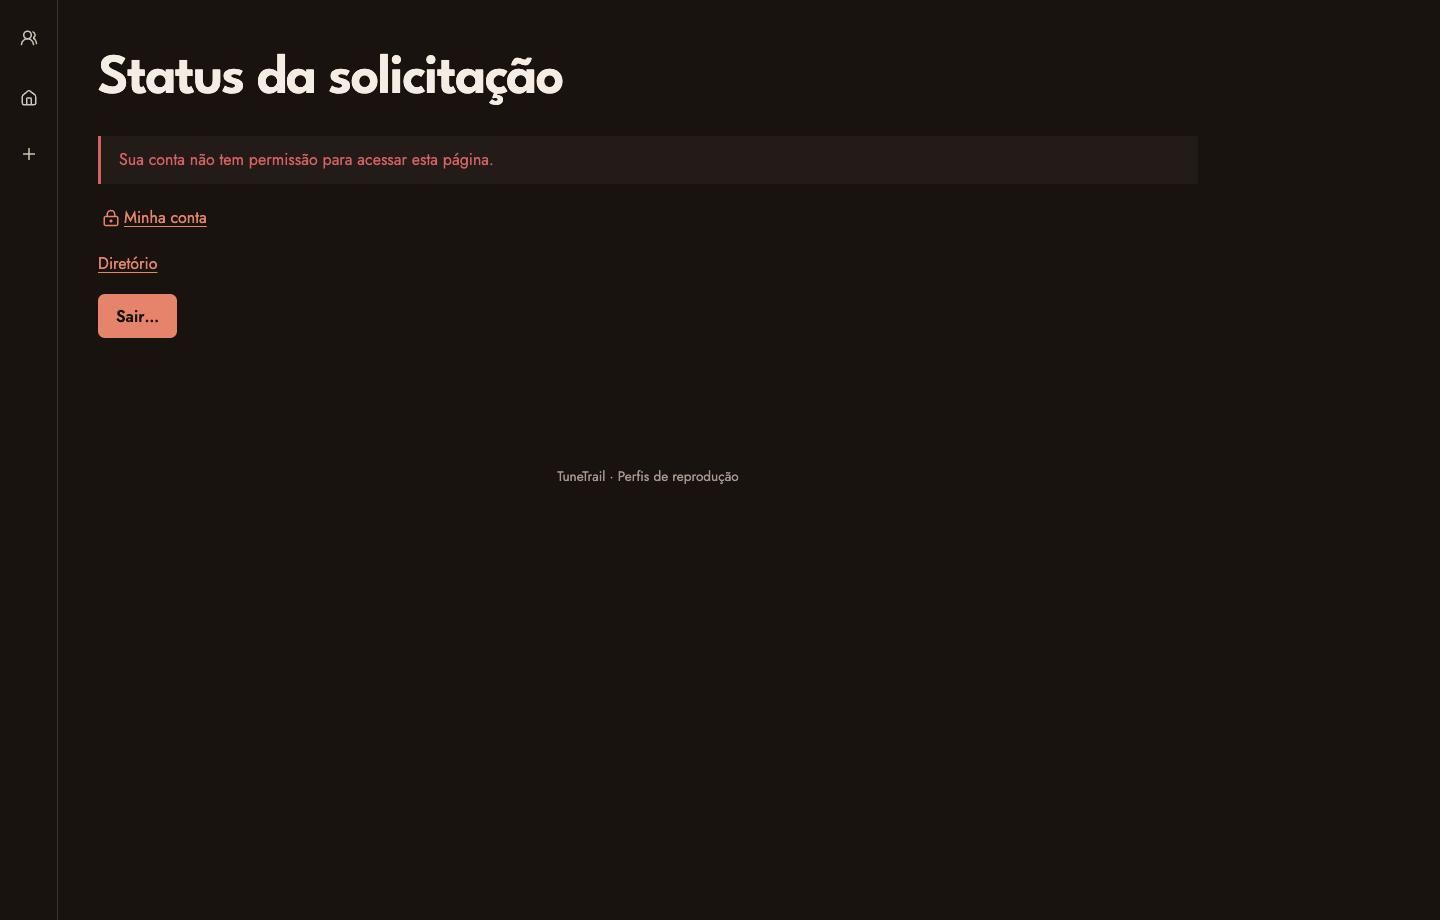 Status da solicitação
Sua conta não tem permissão para acessar esta página.
Minha conta
Diretório
Sair…
TuneTrail · Perfis de reprodução